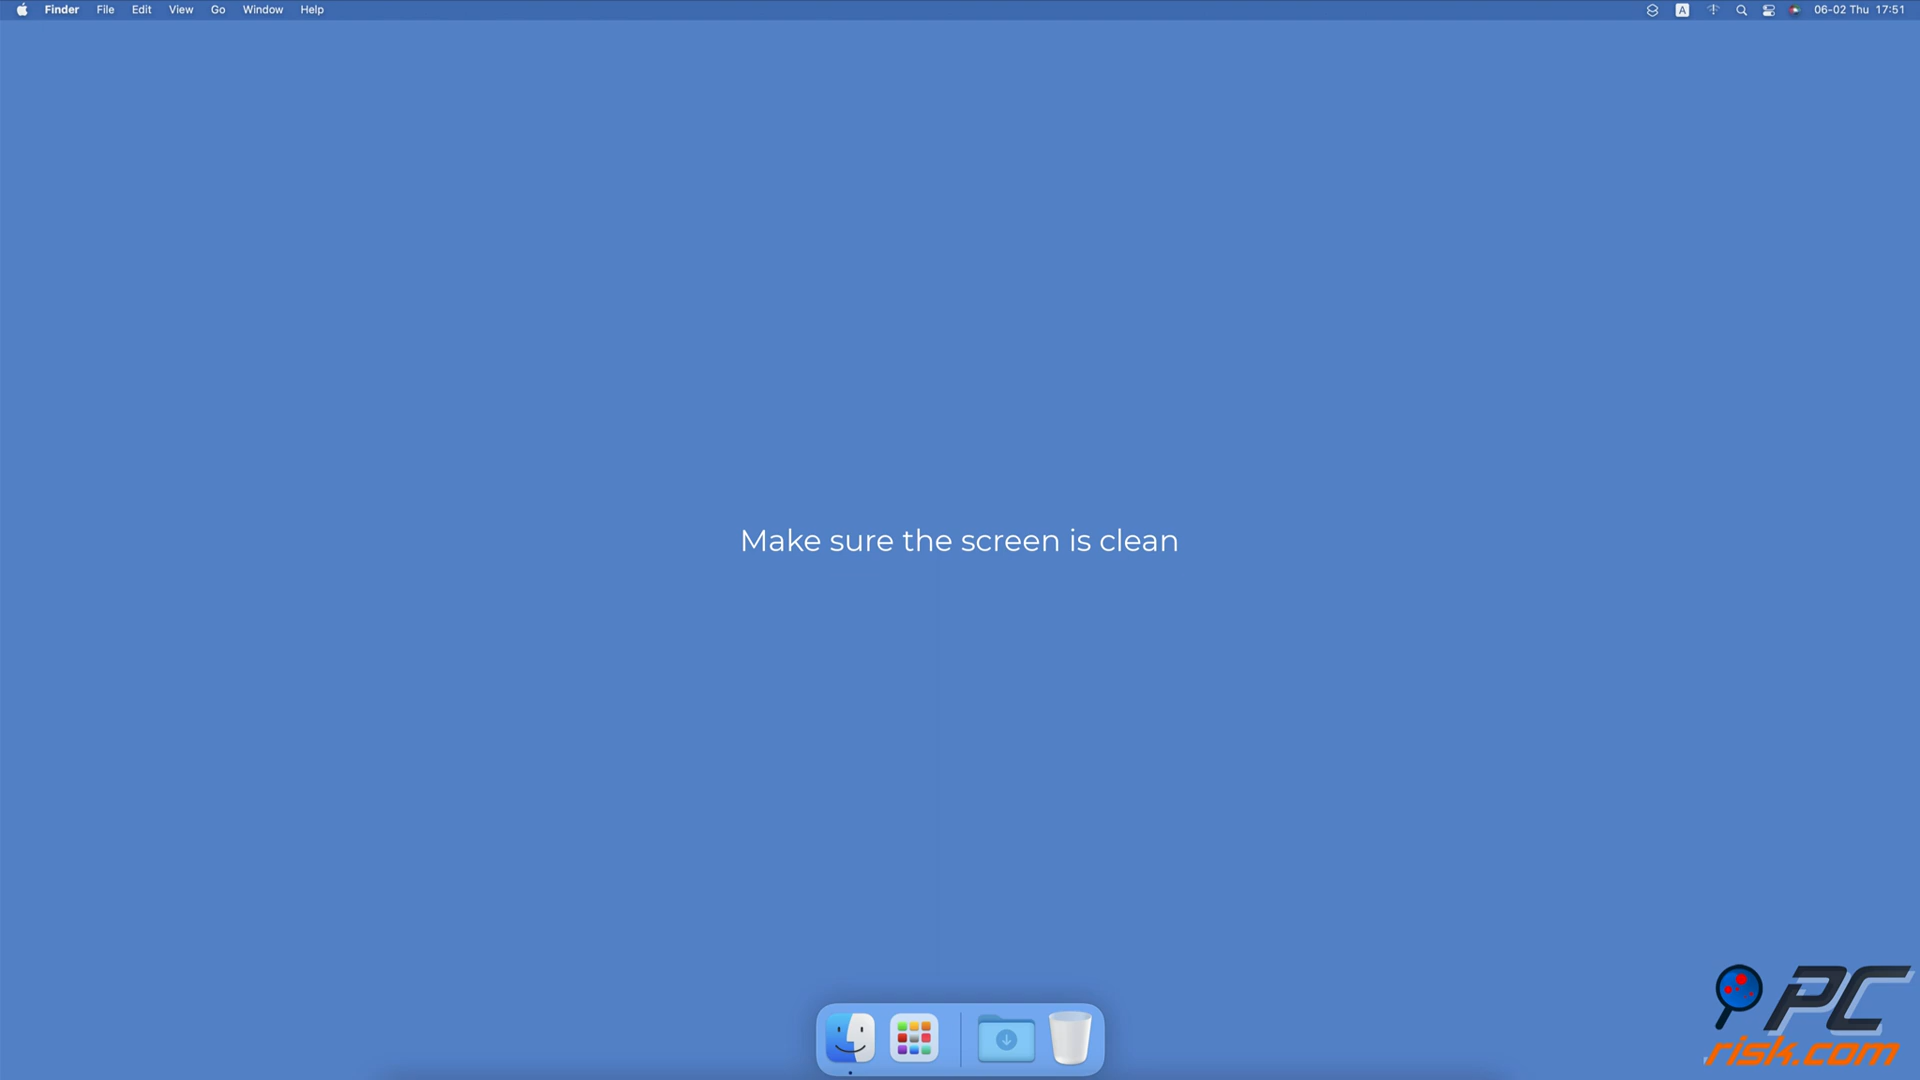 Finder File Edit View Go Window Help A 06-02 Thu 17:51
Make sure the screen is clean
PC
risk.com